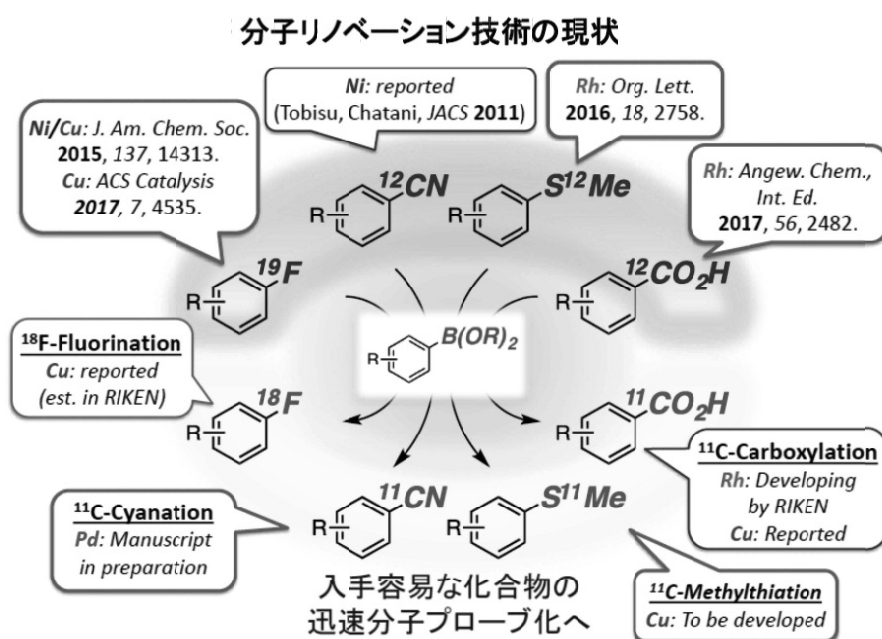 分子リノベーション技術の現状
Ni: reported
(Tobisu, Chatani, JACS 2011)
Rh: Org. Lett.
2016, 18, 2758.
Ni/Cu: J. Am. Chem. Soc.
2015, 137, 14313.
Cu: ACS Catalysis
2017, 7, 4535.
Rh: Angew. Chem.,
Int. Ed.
2017, 56, 2482.
R ¹²CN
R S¹²Me
R ¹⁹F
R ¹²CO₂H
R B(OR)₂
¹⁸F-Fluorination
Cu: reported
(est. in RIKEN)
R ¹⁸F
R ¹¹CO₂H
¹¹C-Carboxylation
Rh: Developing
by RIKEN
Cu: Reported
¹¹C-Cyanation
Pd: Manuscript
in preparation
R ¹¹CN
R S¹¹Me
¹¹C-Methylthiation
Cu: To be developed
入手容易な化合物の
迅速分子プローブ化へ